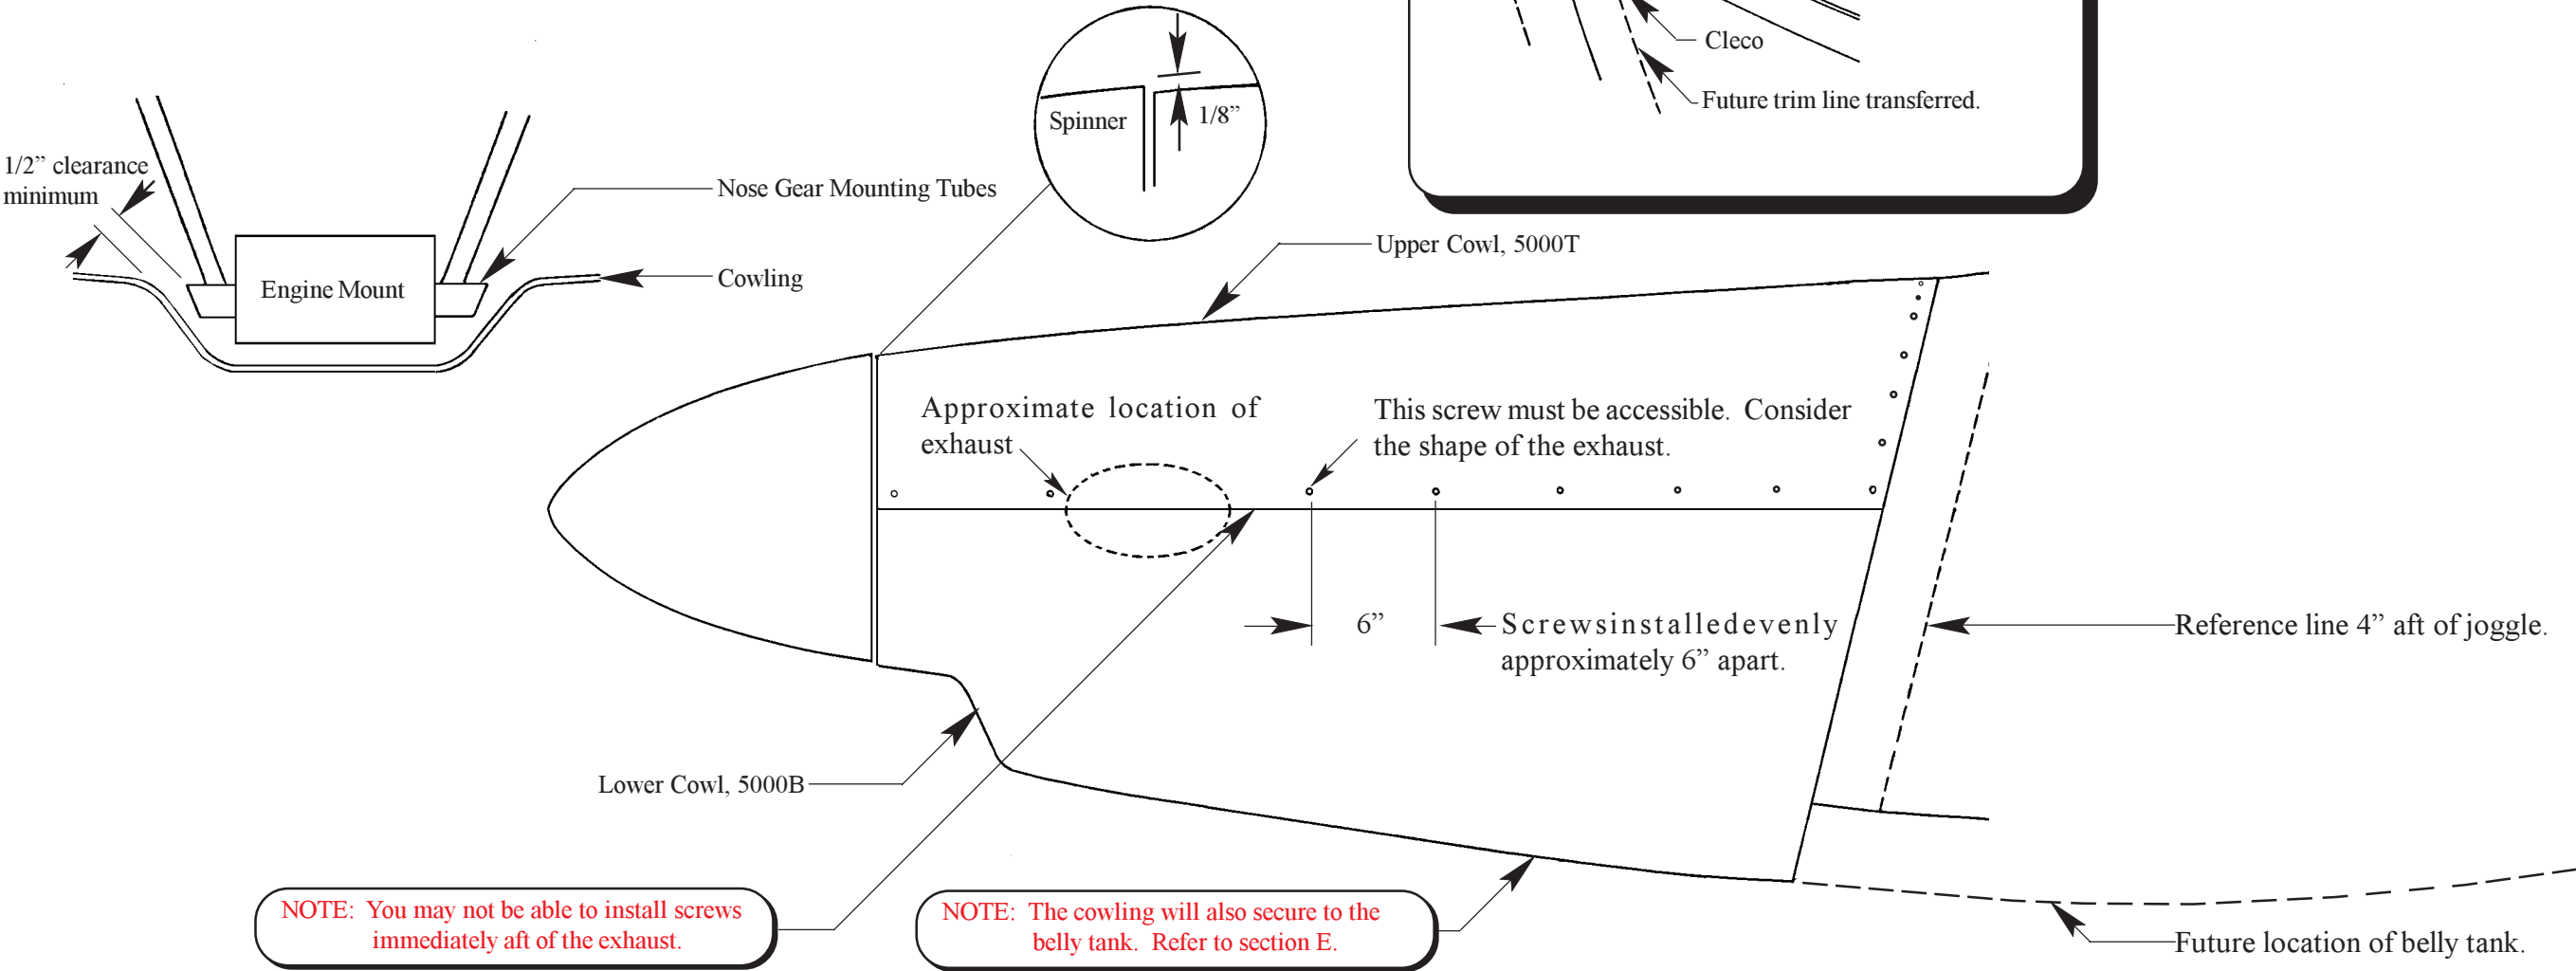 Cleco
Future trim line transferred.
Spinner
1/8”
1/2” clearance
minimum
Nose Gear Mounting Tubes
Engine Mount
Cowling
Upper Cowl, 5000T
Approximate location of
exhaust
This screw must be accessible.  Consider
the shape of the exhaust.
6”
Screwsinstalledevenly
approximately 6” apart.
Reference line 4” aft of joggle.
Lower Cowl, 5000B
NOTE:  You may not be able to install screws
immediately aft of the exhaust.
NOTE:  The cowling will also secure to the
belly tank.  Refer to section E.
Future location of belly tank.